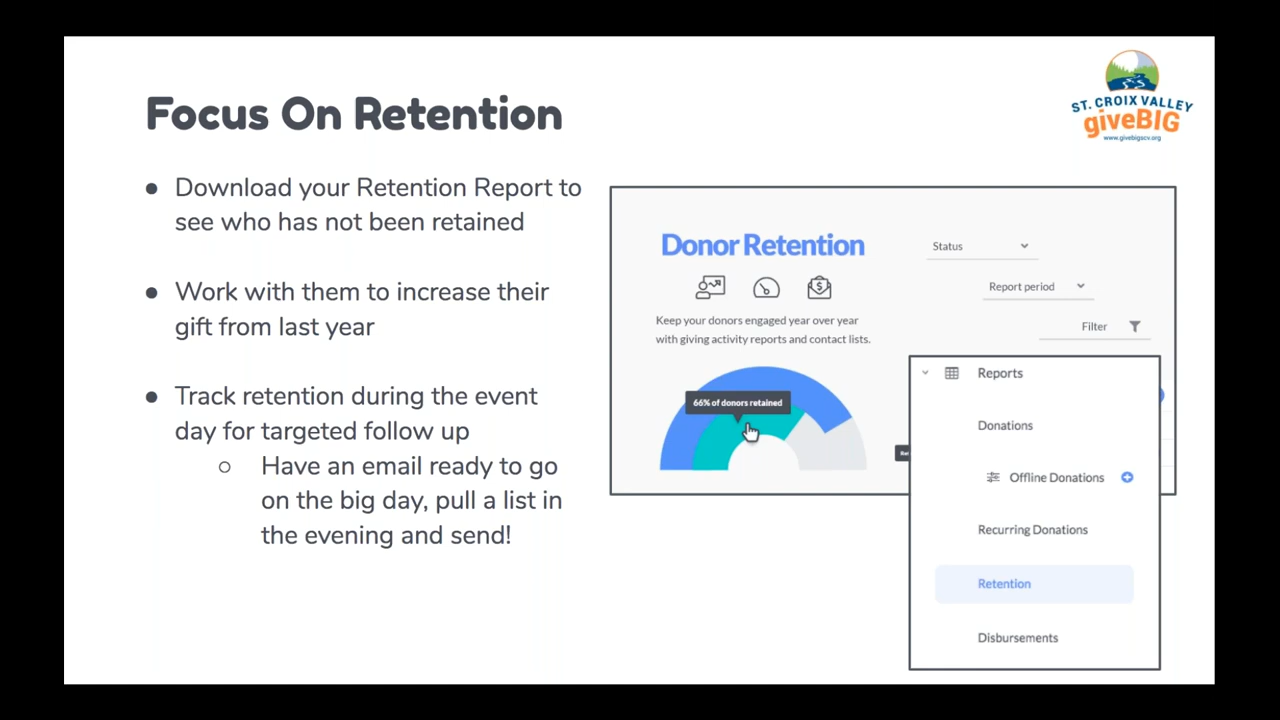 ST. CROIX VALLEY
giveBIG
www.givebigscv.org
Focus On Retention
● Download your Retention Report to
see who has not been retained
● Work with them to increase their
gift from last year
● Track retention during the event
day for targeted follow up
○ Have an email ready to go
on the big day, pull a list in
the evening and send!
Donor Retention
Keep your donors engaged year over year
with giving activity reports and contact lists.
66% of donors retained
Status
Report period
Filter
Reports
Donations
Offline Donations
Recurring Donations
Retention
Disbursements